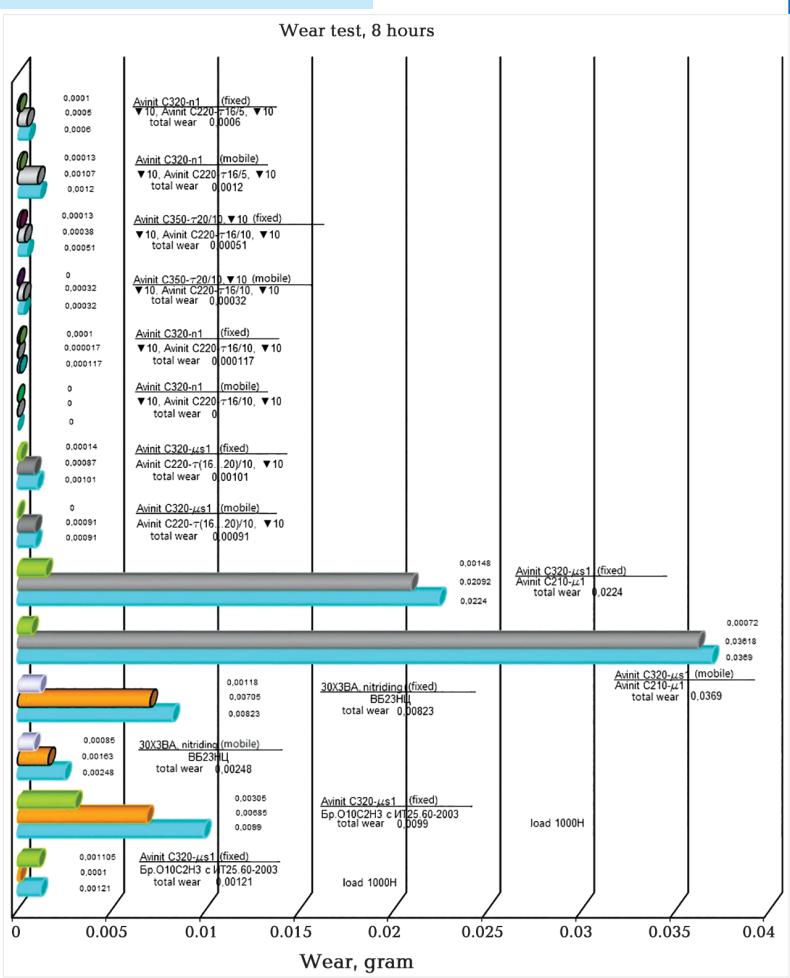 Wear test, 8 hours
0,0001
0,0005
0,0006
Avinit C320-n1 (fixed)
▼10, Avinit C220-τ16/5, ▼10
total wear 0,0006
0,00013
0,00107
0,0012
Avinit C320-n1 (mobile)
▼10, Avinit C220-τ16/5, ▼10
total wear 0,0012
0,00013
0,00038
0,00051
Avinit C350-τ20/10,▼10 (fixed)
▼10, Avinit C220-τ16/10, ▼10
total wear 0,00051
0
0,00032
0,00032
Avinit C350-τ20/10,▼10 (mobile)
▼10, Avinit C220-τ16/10, ▼10
total wear 0,00032
0,0001
0,000017
0,000117
Avinit C320-n1 (fixed)
▼10, Avinit C220-τ16/10, ▼10
total wear 0,000117
0
0
0
Avinit C320-n1 (mobile)
▼10, Avinit C220-τ16/10, ▼10
total wear 0
0,00014
0,00087
0,00101
Avinit C320-μs1 (fixed)
Avinit C220-τ(16...20)/10, ▼10
total wear 0,00101
0
0,00091
0,00091
Avinit C320-μs1 (mobile)
Avinit C220-τ(16...20)/10, ▼10
total wear 0,00091
0,00148
0,02092
0,0224
Avinit C320-μs1 (fixed)
Avinit C210-μ1
total wear 0,0224
0,00072
0,03618
0,0369
Avinit C320-μs1 (mobile)
Avinit C210-μ1
total wear 0,0369
0,00118
0,00705
0,00823
30X3BA, nitriding (fixed)
ВБ23НЦ
total wear 0,00823
0,00085
0,00163
0,00248
30X3BA, nitriding (mobile)
ВБ23НЦ
total wear 0,00248
0,00305
0,00685
0,0099
Avinit C320-μs1 (fixed)
Бр.О10С2Н3 с ИТ25.60-2003
total wear 0,0099
load 1000H
0,001105
0,0001
0,00121
Avinit C320-μs1 (fixed)
Бр.О10С2Н3 с ИТ25.60-2003
total wear 0,00121
load 1000H
0 0.005 0.01 0.015 0.02 0.025 0.03 0.035 0.04
Wear, gram